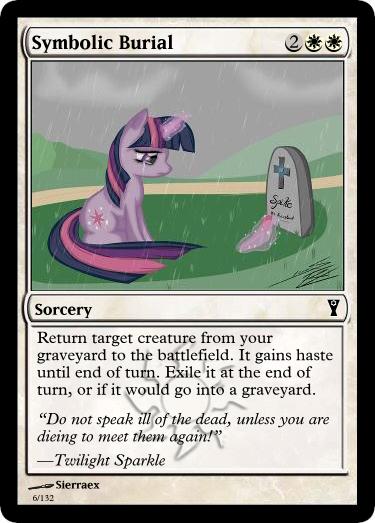 Symbolic Burial 2
Spike
Sorcery
Return target creature from your
graveyard to the battlefield. It gains haste
until end of turn. Exile it at the end of
turn, or if it would go into a graveyard.
“Do not speak ill of the dead, unless you are
dieing to meet them again!”
—Twilight Sparkle
Sierraex
6/132